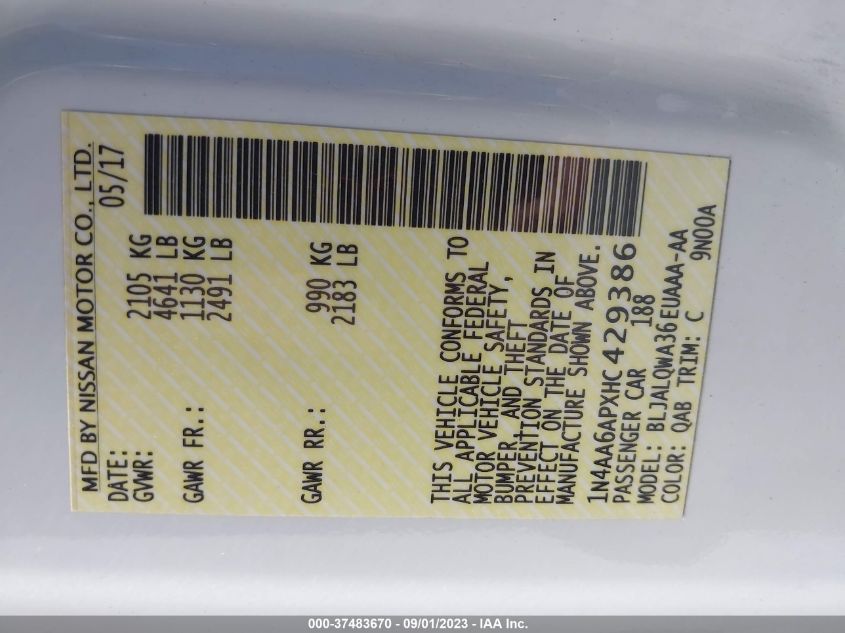 MFD BY NISSAN MOTOR CO., LTD.
DATE: 05/17
GVWR: 2105 KG
4641 LB
GAWR FR.: 1130 KG
2491 LB
GAWR RR.: 990 KG
2183 LB
THIS VEHICLE CONFORMS TO
ALL APPLICABLE FEDERAL
MOTOR VEHICLE SAFETY,
BUMPER, AND THEFT
PREVENTION STANDARDS IN
EFFECT ON THE DATE OF
MANUFACTURE SHOWN ABOVE.
1N4AA6APXHC429386
PASSENGER CAR 188
MODEL: BLJALQWA36EUAAA-AA
COLOR: QAB TRIM: C 9N00A
000-37483670 - 09/01/2023 - IAA Inc.